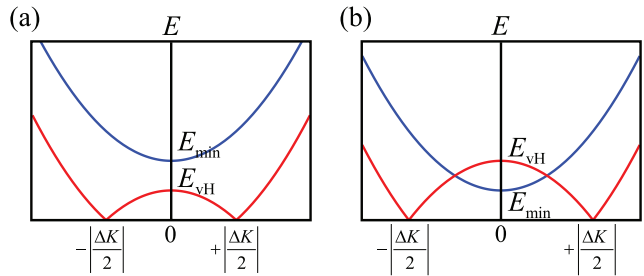 (a)
E
E_min
E_vH
−|ΔK/2|
0
+|ΔK/2|
(b)
E
E_vH
E_min
−|ΔK/2|
0
+|ΔK/2|